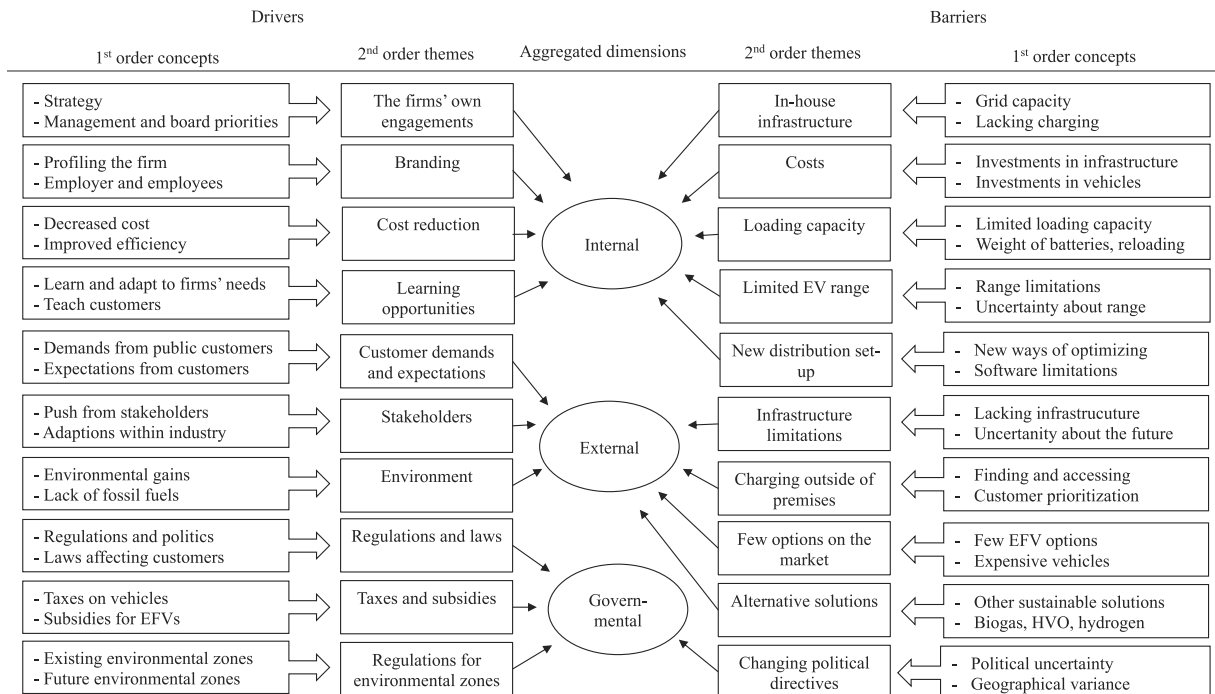 Drivers
Barriers
1st order concepts
2nd order themes
Aggregated dimensions
2nd order themes
1st order concepts
- Strategy
- Management and board priorities
The firms' own
engagements
In-house
infrastructure
- Grid capacity
- Lacking charging
- Profiling the firm
- Employer and employees
Branding
Costs
- Investments in infrastructure
- Investments in vehicles
- Decreased cost
- Improved efficiency
Cost reduction
Internal
Loading capacity
- Limited loading capacity
- Weight of batteries, reloading
- Learn and adapt to firms' needs
- Teach customers
Learning
opportunities
Limited EV range
- Range limitations
- Uncertainty about range
- Demands from public customers
- Expectations from customers
Customer demands
and expectations
New distribution set-
up
- New ways of optimizing
- Software limitations
- Push from stakeholders
- Adaptions within industry
Stakeholders
External
Infrastructure
limitations
- Lacking infrastrucuture
- Uncertanity about the future
- Environmental gains
- Lack of fossil fuels
Environment
Charging outside of
premises
- Finding and accessing
- Customer prioritization
- Regulations and politics
- Laws affecting customers
Regulations and laws
Few options on the
market
- Few EFV options
- Expensive vehicles
- Taxes on vehicles
- Subsidies for EFVs
Taxes and subsidies
Govern-
mental
Alternative solutions
- Other sustainable solutions
- Biogas, HVO, hydrogen
- Existing environmental zones
- Future environmental zones
Regulations for
environmental zones
Changing political
directives
- Political uncertainty
- Geographical variance